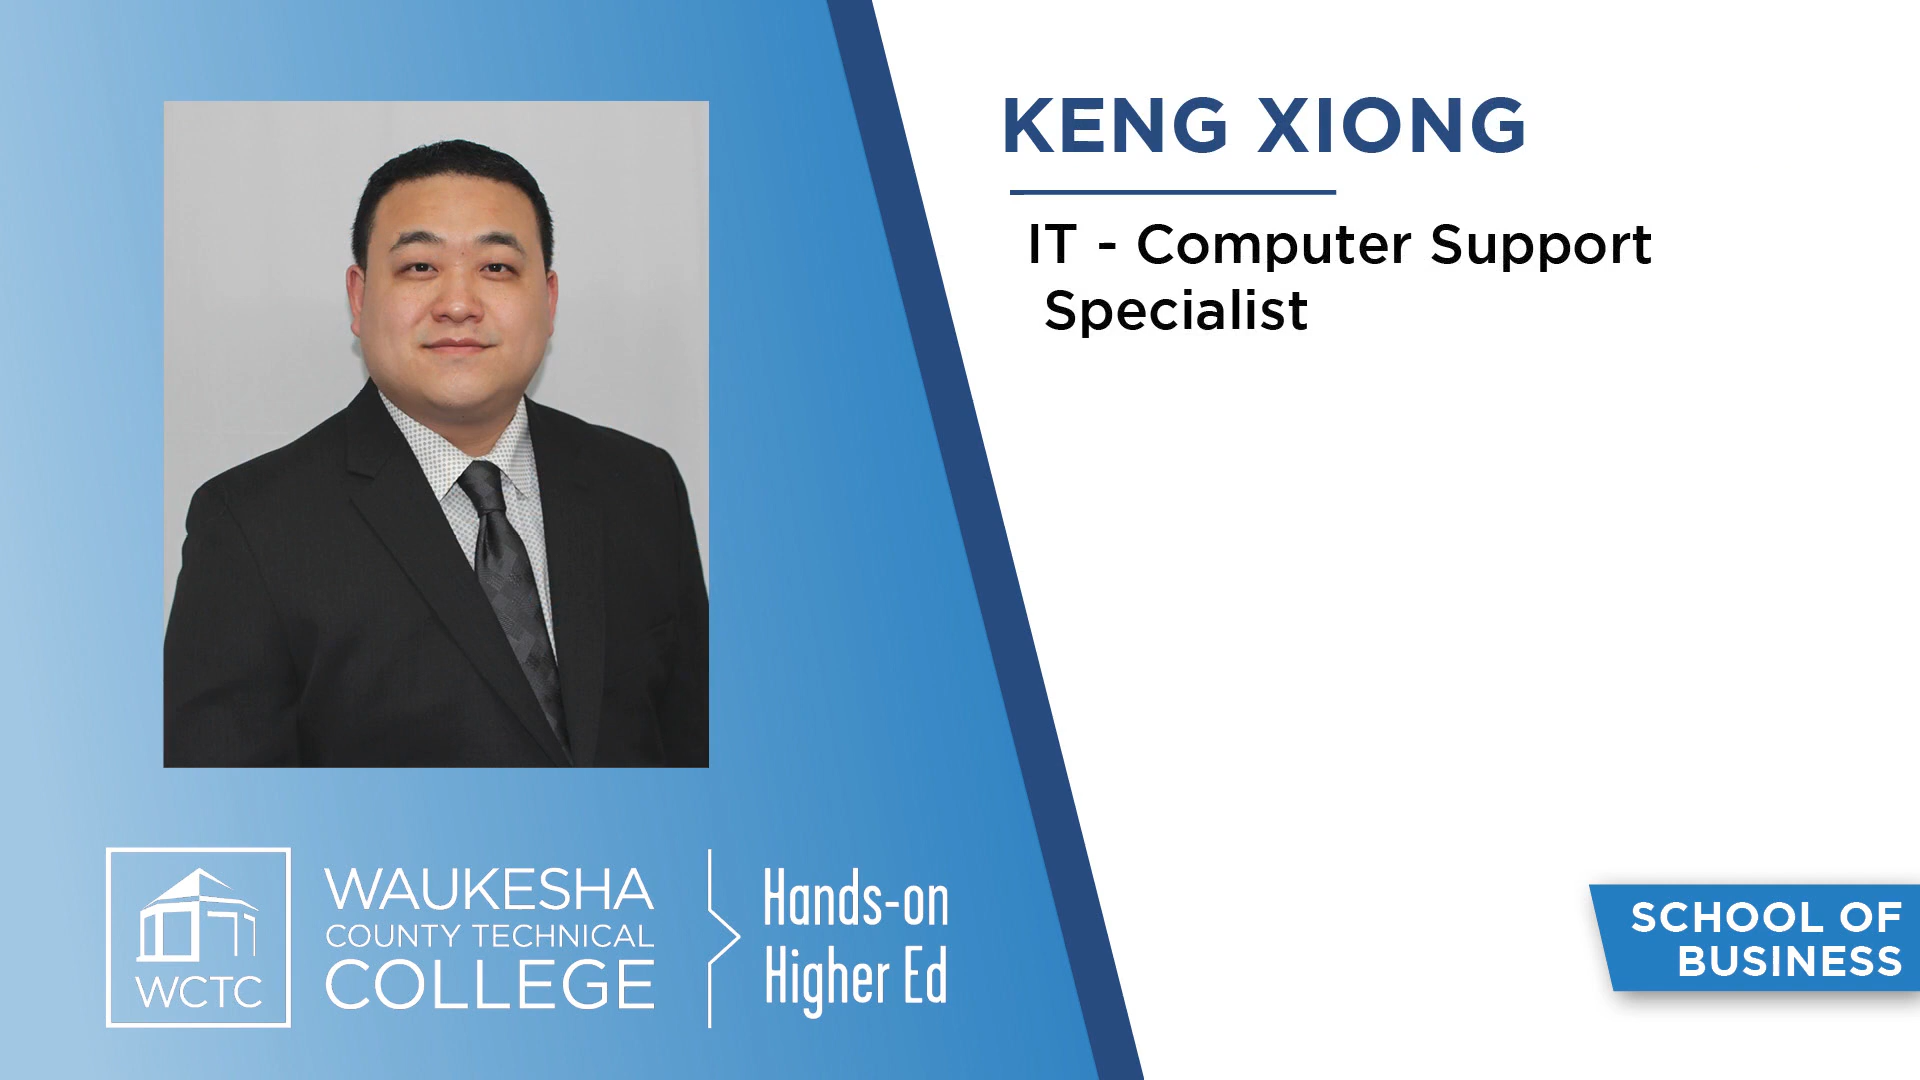 KENG XIONG
IT - Computer Support
Specialist
WCTC
WAUKESHA
COUNTY TECHNICAL
COLLEGE
Hands-on
Higher Ed
SCHOOL OF
BUSINESS